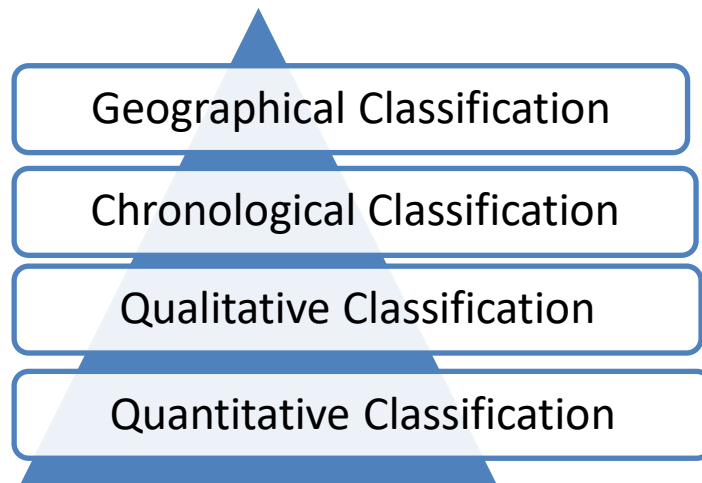 Geographical Classification
Chronological Classification
Qualitative Classification
Quantitative Classification